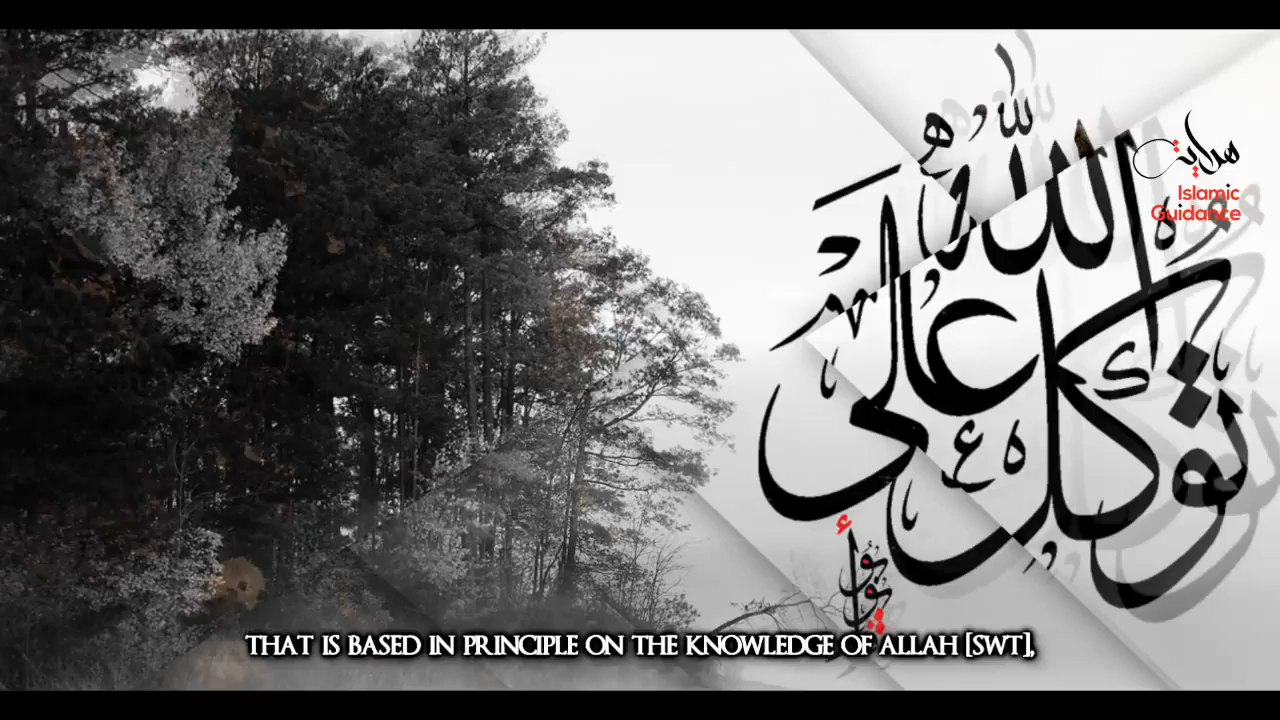 توكل على الله
هداية
Islamic
Guidance
THAT IS BASED IN PRINCIPLE ON THE KNOWLEDGE OF ALLAH [SWT],